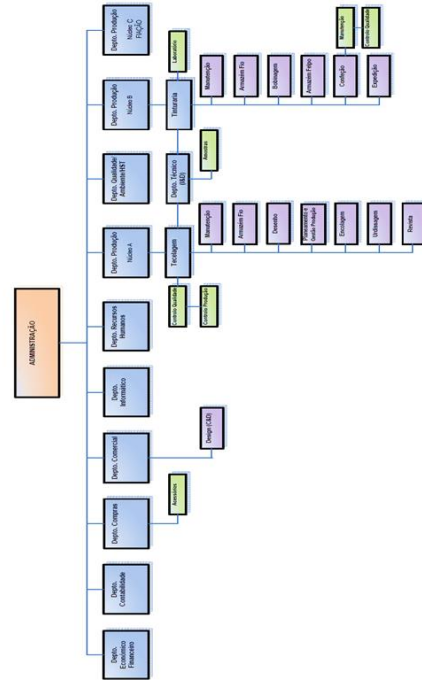 ADMINISTRAÇÃO
Depto.
Económico
Financeiro
Depto.
Contabilidade
Depto. Compras
Depto. Comercial
Depto.
Informático
Depto. Recursos
Humanos
Depto. Produção
Núcleo A
Depto. Qualidade
Ambiente/HST
Depto. Produção
Núcleo B
Depto. Produção
Núcleo C
FIAÇÃO
Acessórios
Design (C&D)
Controlo Qualidade
Controlo Produção
Tecelagem
Depto. Técnico
(I&D)
Amostras
Tinturaria
Laboratório
Manutenção
Armazém Fio
Desenho
Planeamento e
Gestão Produção
Encolagem
Urdissagem
Revista
Manutenção
Armazém Fio
Bobinagem
Armazém Felpo
Confeção
Expedição
Manutenção
Controlo Qualidade